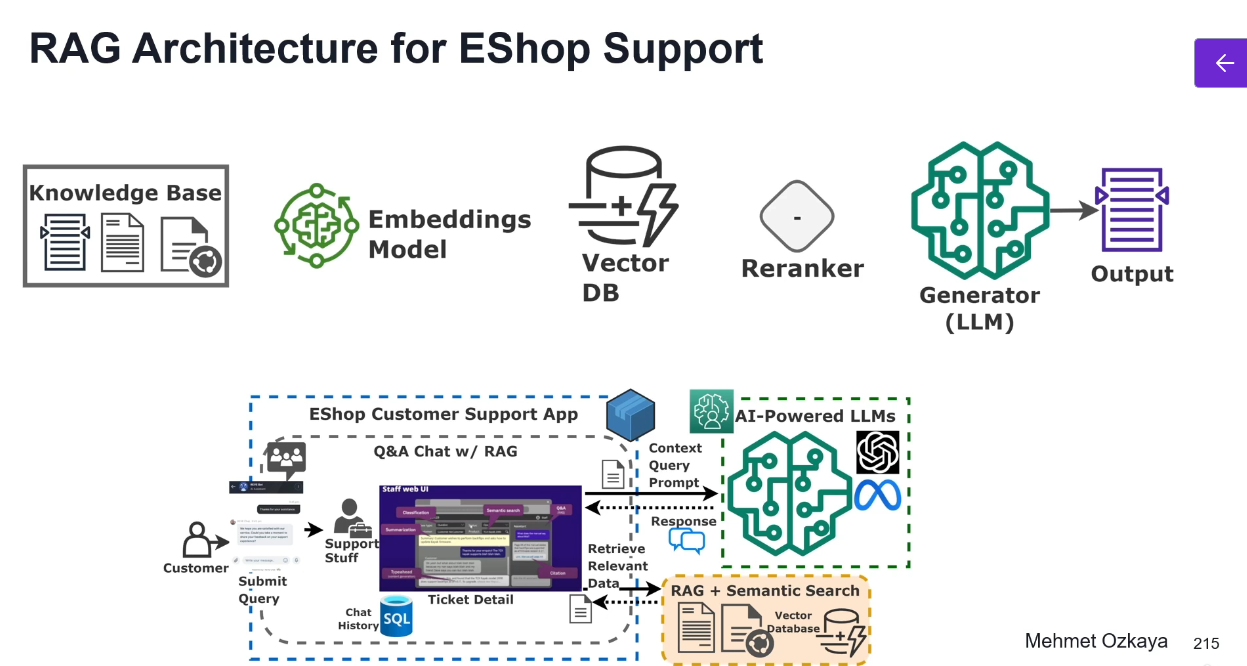 RAG Architecture for EShop Support
Knowledge Base
Embeddings
Model
Vector
DB
-
Reranker
Generator
(LLM)
Output
EShop Customer Support App
Q&A Chat w/ RAG
Customer
Submit
Query
Support
Stuff
Staff web UI
Classification
Semantic search
Q&A
Summarization
Citation
Ticket Detail
Chat
History
SQL
Context
Query
Prompt
Response
Retrieve
Relevant
Data
AI-Powered LLMs
RAG + Semantic Search
Vector
Database
Mehmet Ozkaya
215